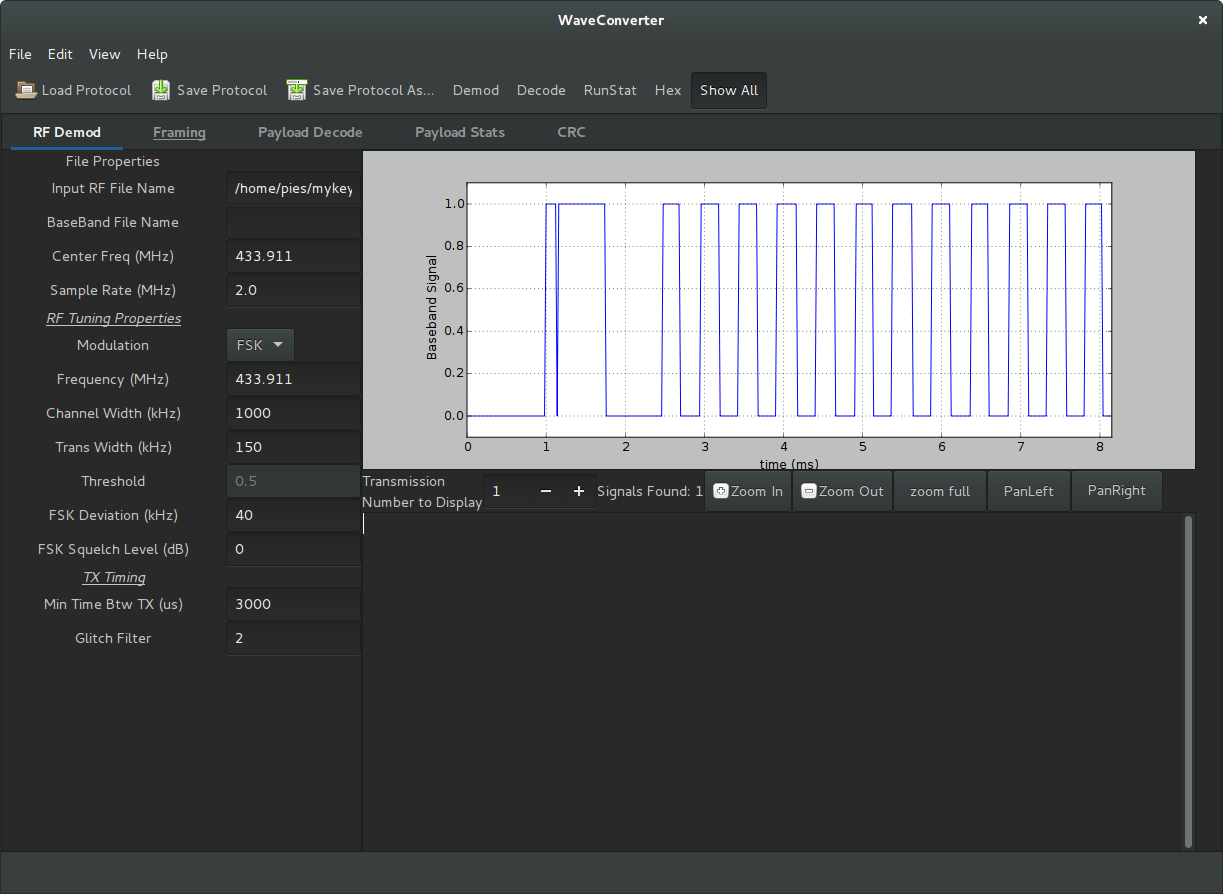 WaveConverter
File Edit View Help
Load Protocol Save Protocol Save Protocol As... Demod Decode RunStat Hex Show All
RF Demod Framing Payload Decode Payload Stats CRC
File Properties
Input RF File Name /home/pies/mykey
BaseBand File Name
Center Freq (MHz) 433.911
Sample Rate (MHz) 2.0
RF Tuning Properties
Modulation FSK
Frequency (MHz) 433.911
Channel Width (kHz) 1000
Trans Width (kHz) 150
Threshold 0.5
FSK Deviation (kHz) 40
FSK Squelch Level (dB) 0
TX Timing
Min Time Btw TX (us) 3000
Glitch Filter 2
Baseband Signal
1.0
0.8
0.6
0.4
0.2
0.0
0 1 2 3 4 5 6 7 8
time (ms)
Transmission
Number to Display 1 − + Signals Found: 1 Zoom In Zoom Out zoom full PanLeft PanRight